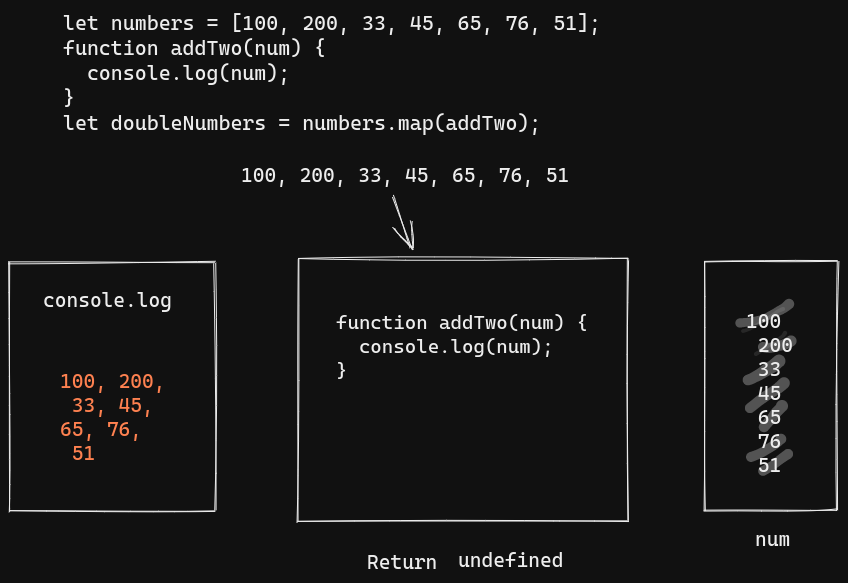 let numbers = [100, 200, 33, 45, 65, 76, 51];
function addTwo(num) {
  console.log(num);
}
let doubleNumbers = numbers.map(addTwo);
100, 200, 33, 45, 65, 76, 51
console.log
100, 200,
33, 45,
65, 76,
51
function addTwo(num) {
  console.log(num);
}
Return undefined
100
200
33
45
65
76
51
num